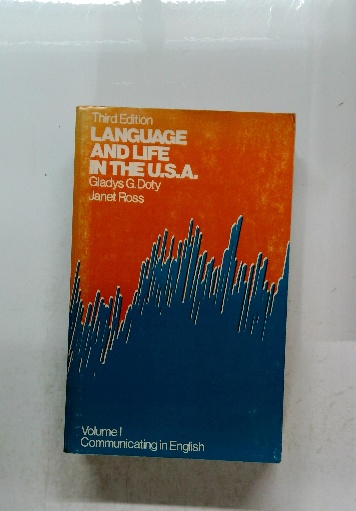 Third Edition
LANGUAGE
AND LIFE
IN THE U.S.A.
Gladys G. Doty
Janet Ross
Volume I
Communicating in English